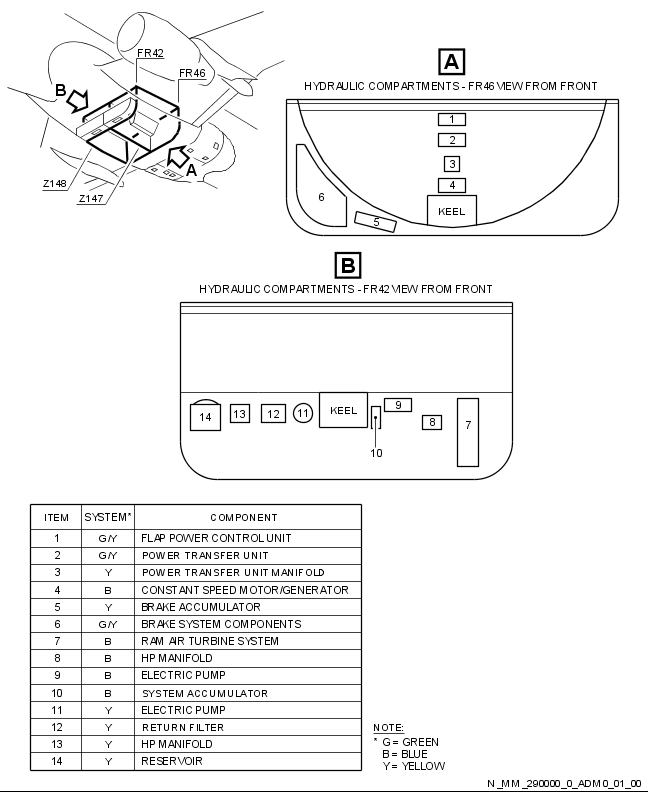 FR42
FR46
B
A
Z148
Z147
A
HYDRAULIC COMPARTMENTS - FR46 VIEW FROM FRONT
1
2
3
4
6
5
KEEL
B
HYDRAULIC COMPARTMENTS - FR42 VIEW FROM FRONT
14
13
12
11
KEEL
9
8
7
10
ITEM SYSTEM* COMPONENT
1 G/Y FLAP POWER CONTROL UNIT
2 G/Y POWER TRANSFER UNIT
3 Y POWER TRANSFER UNIT MANIFOLD
4 B CONSTANT SPEED MOTOR/GENERATOR
5 Y BRAKE ACCUMULATOR
6 G/Y BRAKE SYSTEM COMPONENTS
7 B RAM AIR TURBINE SYSTEM
8 B HP MANIFOLD
9 B ELECTRIC PUMP
10 B SYSTEM ACCUMULATOR
11 Y ELECTRIC PUMP
12 Y RETURN FILTER
13 Y HP MANIFOLD
14 Y RESERVOIR
NOTE:
* G = GREEN
B = BLUE
Y = YELLOW
N_MM_290000_0_ADM0_01_00